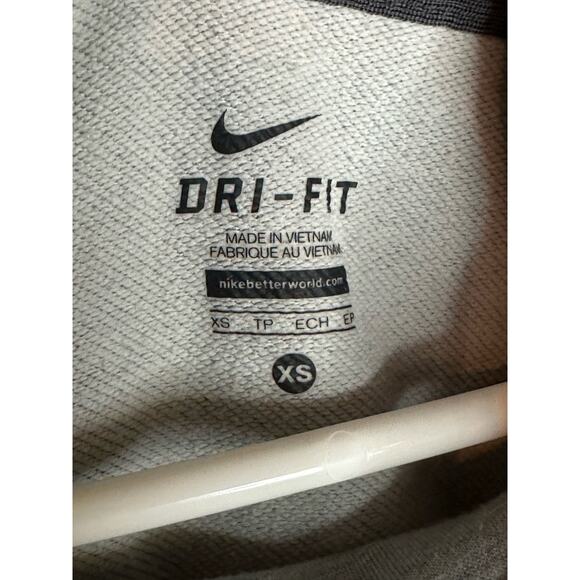 DRI-FIT
MADE IN VIETNAM
FABRIQUE AU VIETNAM
nikebetterworld.com
XS TP ECH EP
XS